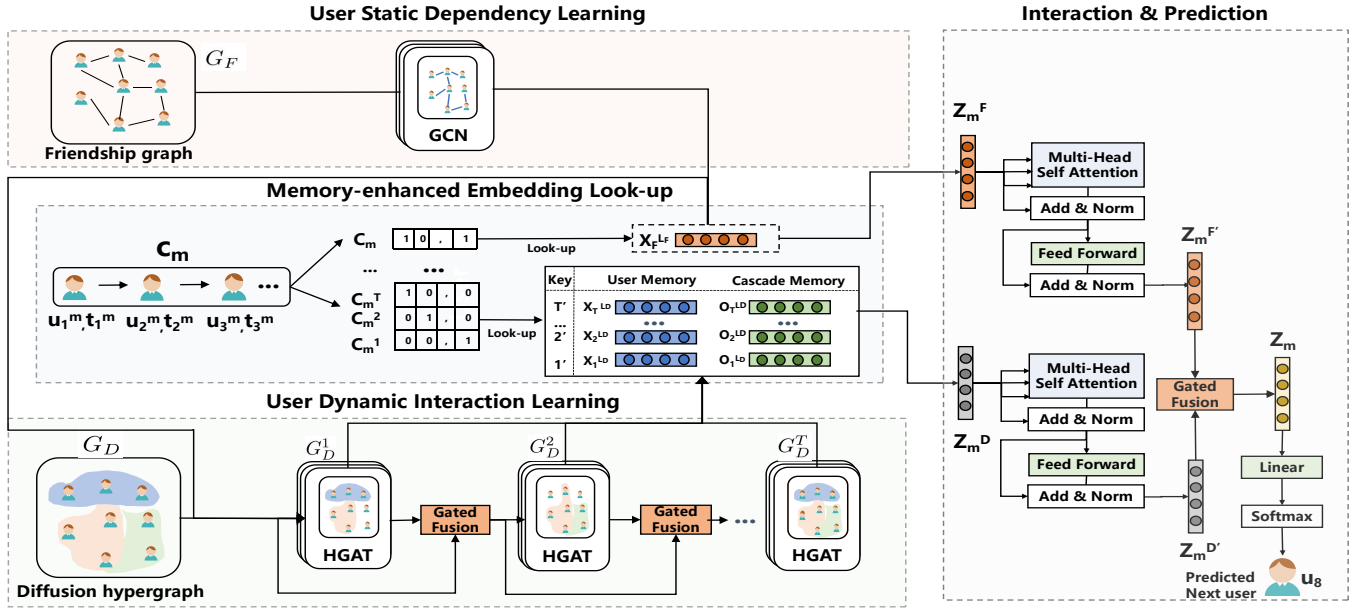 User Static Dependency Learning
G_F
GCN
Friendship graph
Memory-enhanced Embedding Look-up
C_m
u_1^m,t_1^m u_2^m,t_2^m u_3^m,t_3^m
...
C_m 1 0 , 1
... ...
C_m^T 1 0 , 0
C_m^2 0 1 , 0
C_m^1 0 0 , 1
Look-up
X_F^{L_F}
Look-up
Key User Memory Cascade Memory
T' X_T^{LD} O_T^{LD}
... ... ...
2' X_2^{LD} O_2^{LD}
1' X_1^{LD} O_1^{LD}
User Dynamic Interaction Learning
G_D
Diffusion hypergraph
G_D^1
HGAT
Gated
Fusion
G_D^2
HGAT
Gated
Fusion
...
G_D^T
HGAT
Interaction & Prediction
Z_m^F
Multi-Head
Self Attention
Add & Norm
Feed Forward
Add & Norm
Z_m^{F'}
Z_m^D
Multi-Head
Self Attention
Add & Norm
Feed Forward
Add & Norm
Z_m^{D'}
Gated
Fusion
Z_m
Linear
Softmax
Predicted
Next user
u_8